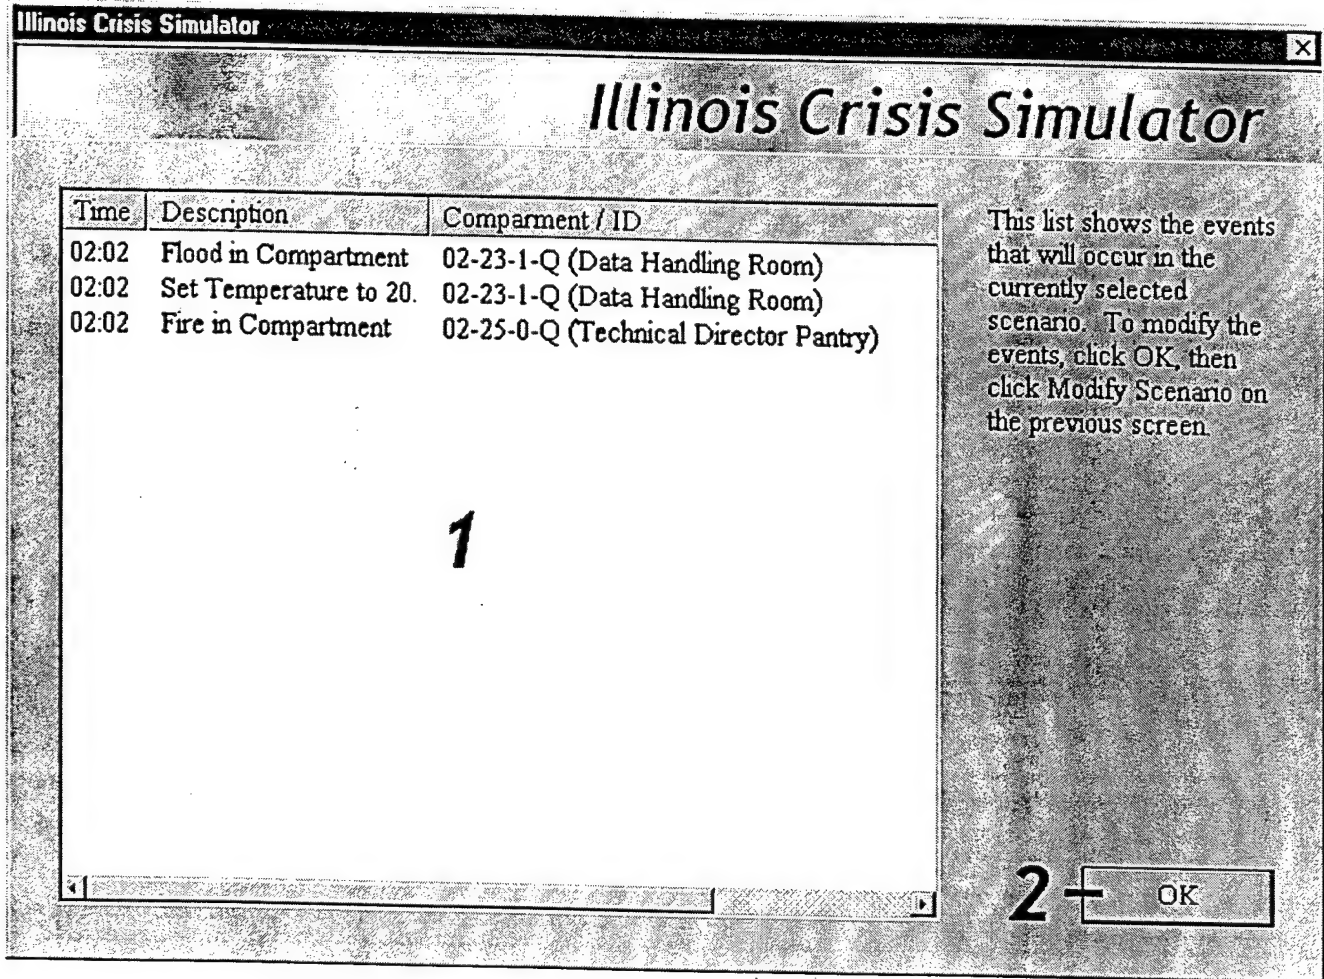 Illinois Crisis Simulator
Illinois Crisis Simulator
Time Description Comparment / ID
02:02 Flood in Compartment 02-23-1-Q (Data Handling Room)
02:02 Set Temperature to 20. 02-23-1-Q (Data Handling Room)
02:02 Fire in Compartment 02-25-0-Q (Technical Director Pantry)
This list shows the events
that will occur in the
currently selected
scenario. To modify the
events, click OK, then
click Modify Scenario on
the previous screen.
1
2
OK